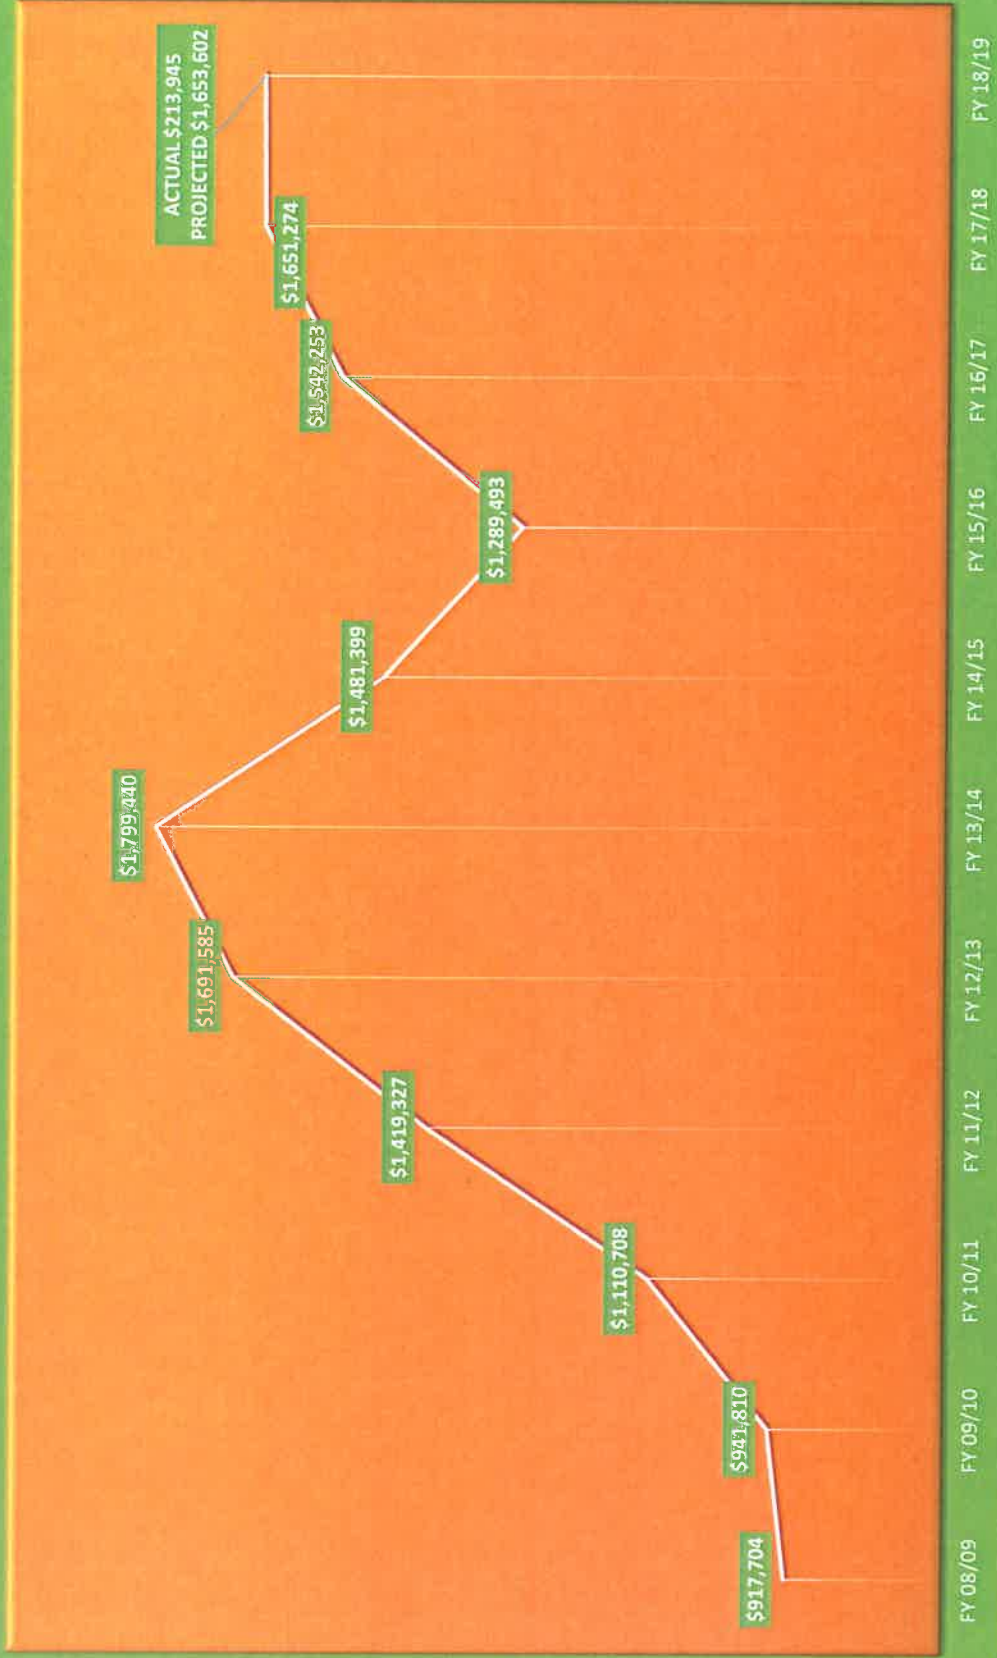 ACTUAL $213,945
PROJECTED $1,653,602
$917,704
$941,810
$1,110,708
$1,419,327
$1,691,585
$1,799,440
$1,481,399
$1,289,493
$1,542,253
$1,651,274
FY 08/09
FY 09/10
FY 10/11
FY 11/12
FY 12/13
FY 13/14
FY 14/15
FY 15/16
FY 16/17
FY 17/18
FY 18/19